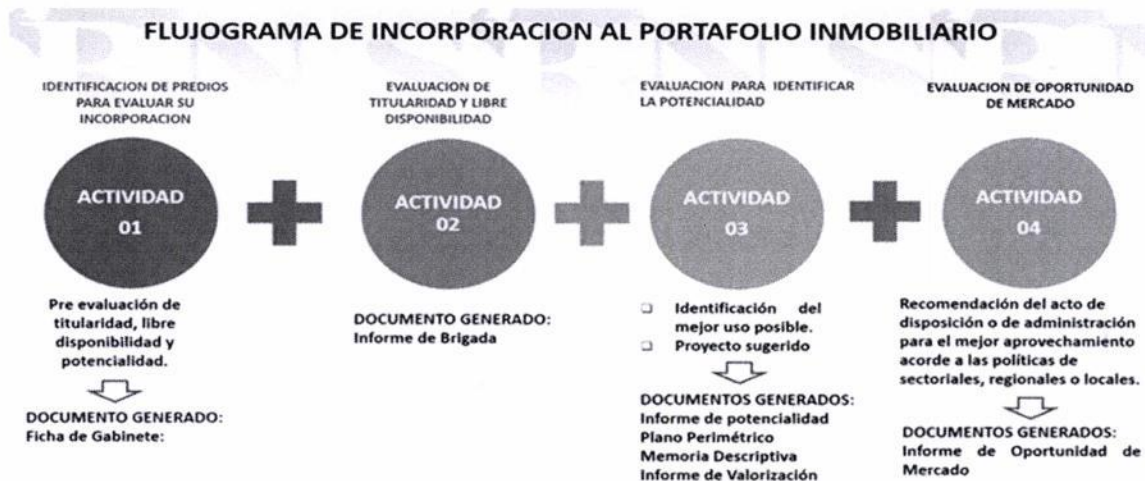 FLUJOGRAMA DE INCORPORACION AL PORTAFOLIO INMOBILIARIO
IDENTIFICACION DE PREDIOS
PARA EVALUAR SU
INCORPORACION
ACTIVIDAD
01
Pre evaluación de
titularidad, libre
disponibilidad y
potencialidad.
DOCUMENTO GENERADO:
Ficha de Gabinete:
EVALUACION DE
TITULARIDAD Y LIBRE
DISPONIBILIDAD
ACTIVIDAD
02
DOCUMENTO GENERADO:
Informe de Brigada
EVALUACION PARA IDENTIFICAR
LA POTENCIALIDAD
ACTIVIDAD
03
❑ Identificación del
mejor uso posible.
❑ Proyecto sugerido
DOCUMENTOS GENERADOS:
Informe de potencialidad
Plano Perimétrico
Memoria Descriptiva
Informe de Valorización
EVALUACION DE OPORTUNIDAD
DE MERCADO
ACTIVIDAD
04
Recomendación del acto de
disposición o de administración
para el mejor aprovechamiento
acorde a las políticas de
sectoriales, regionales o locales.
DOCUMENTOS GENERADOS:
Informe de Oportunidad de
Mercado